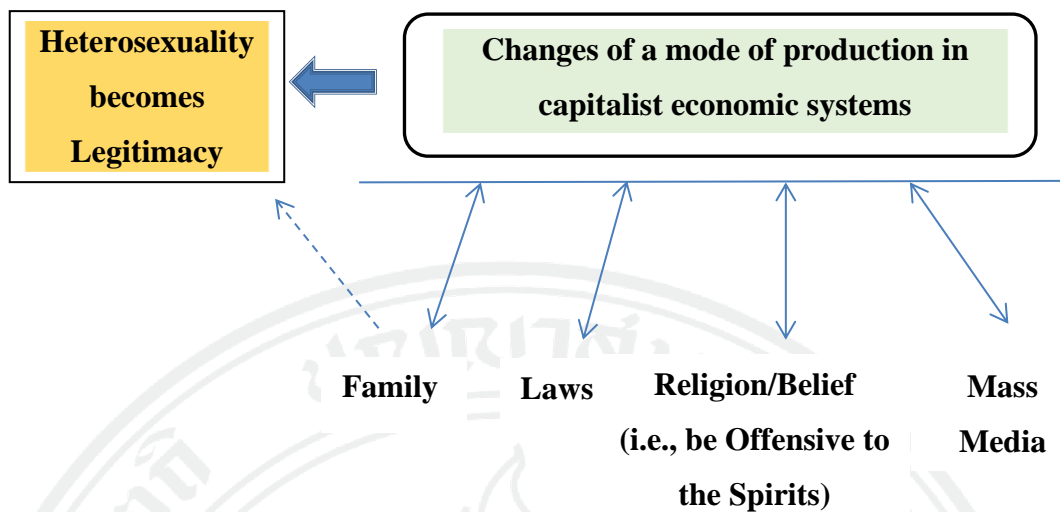 Heterosexuality
becomes
Legitimacy
Changes of a mode of production in
capitalist economic systems
Family
Laws
Religion/Belief
(i.e., be Offensive to
the Spirits)
Mass
Media